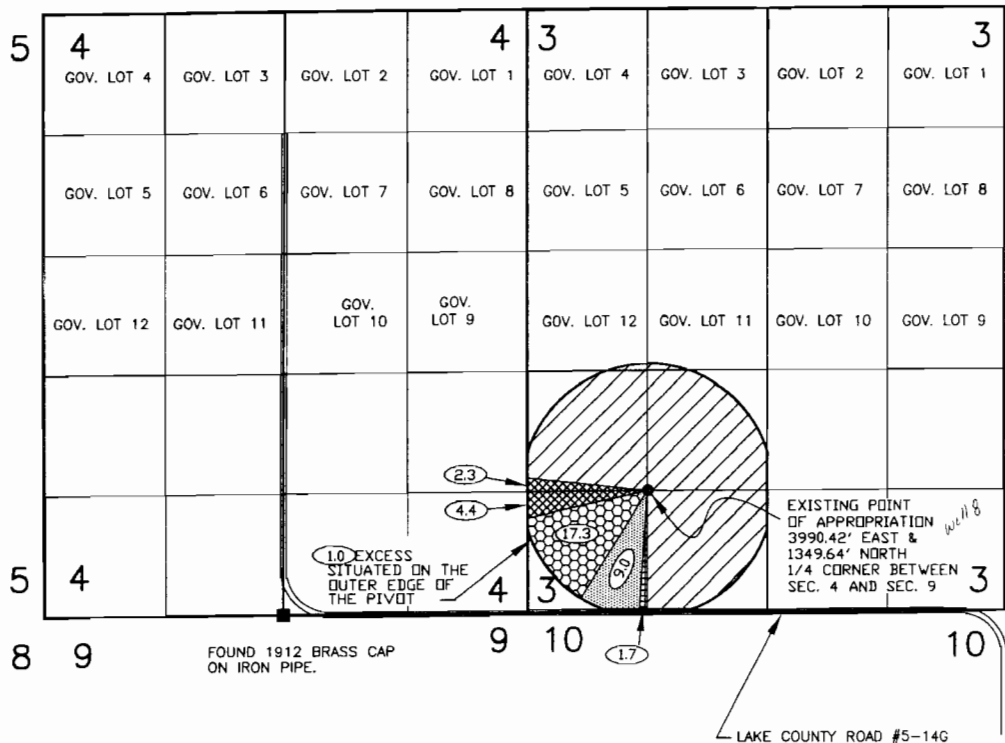 5 4 4 3 3
GOV. LOT 4 GOV. LOT 3 GOV. LOT 2 GOV. LOT 1 GOV. LOT 4 GOV. LOT 3 GOV. LOT 2 GOV. LOT 1
GOV. LOT 5 GOV. LOT 6 GOV. LOT 7 GOV. LOT 8 GOV. LOT 5 GOV. LOT 6 GOV. LOT 7 GOV. LOT 8
GOV. LOT 12 GOV. LOT 11 GOV. LOT 10 GOV. LOT 9 GOV. LOT 12 GOV. LOT 11 GOV. LOT 10 GOV. LOT 9
2.3
4.4
17.3
9.0
1.0 EXCESS
SITUATED ON THE
OUTER EDGE OF
THE PIVOT
EXISTING POINT
OF APPROPRIATION
3990.42' EAST &
1349.64' NORTH
1/4 CORNER BETWEEN
SEC. 4 AND SEC. 9
well 8
5 4 4 3 3
8 9 9 10 10
1.7
FOUND 1912 BRASS CAP
ON IRON PIPE.
LAKE COUNTY ROAD #5-14G